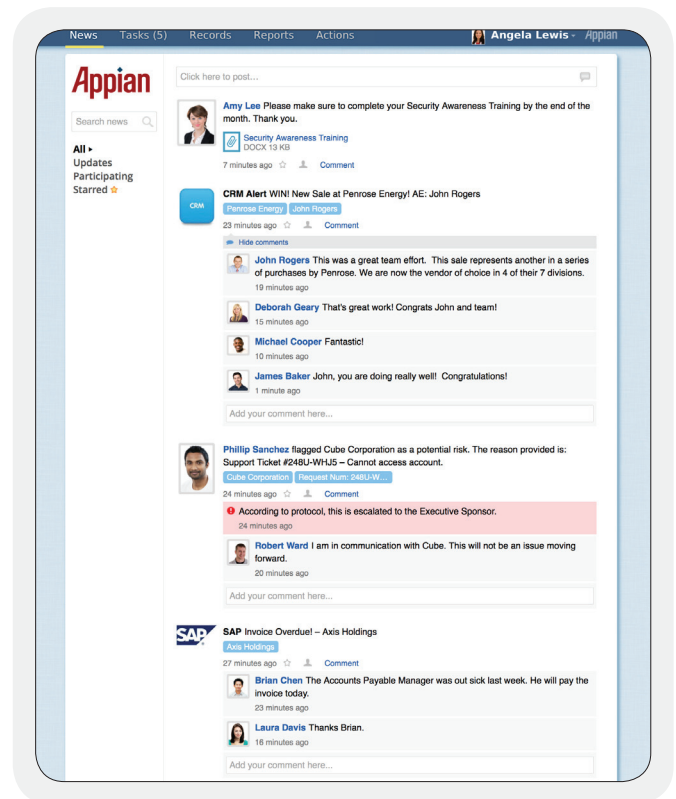 News Tasks (5) Records Reports Actions Angela Lewis Appian
Appian
Search news
All
Updates
Participating
Starred
Click here to post...
Amy Lee Please make sure to complete your Security Awareness Training by the end of the
month. Thank you.
Security Awareness Training
DOCX 13 KB
7 minutes ago Comment
CRM
CRM Alert WIN! New Sale at Penrose Energy! AE: John Rogers
Penrose Energy John Rogers
23 minutes ago Comment
Hide comments
John Rogers This was a great team effort. This sale represents another in a series
of purchases by Penrose. We are now the vendor of choice in 4 of their 7 divisions.
19 minutes ago
Deborah Geary That's great work! Congrats John and team!
15 minutes ago
Michael Cooper Fantastic!
10 minutes ago
James Baker John, you are doing really well! Congratulations!
1 minute ago
Add your comment here...
Phillip Sanchez flagged Cube Corporation as a potential risk. The reason provided is:
Support Ticket #248U-WHJ5 – Cannot access account.
Cube Corporation Request Num: 248U-W...
24 minutes ago Comment
According to protocol, this is escalated to the Executive Sponsor.
24 minutes ago
Robert Ward I am in communication with Cube. This will not be an issue moving
forward.
20 minutes ago
Add your comment here...
SAP
SAP Invoice Overdue! – Axis Holdings
Axis Holdings
27 minutes ago Comment
Brian Chen The Accounts Payable Manager was out sick last week. He will pay the
invoice today.
23 minutes ago
Laura Davis Thanks Brian.
16 minutes ago
Add your comment here...